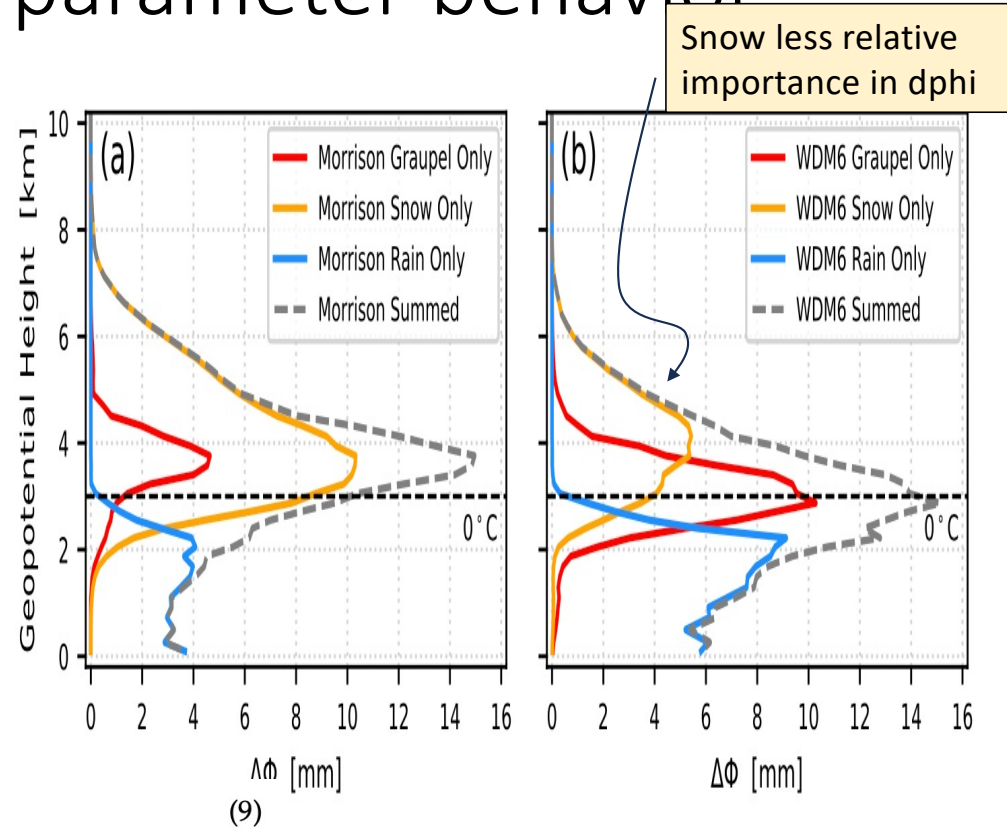 parameter behavior
Snow less relative
importance in dphi
(a)
Morrison Graupel Only
Morrison Snow Only
Morrison Rain Only
Morrison Summed
(b)
WDM6 Graupel Only
WDM6 Snow Only
WDM6 Rain Only
WDM6 Summed
Geopotential Height [km]
10
8
6
4
2
0
0°C
0°C
0 2 4 6 8 10 12 14 16
0 2 4 6 8 10 12 14 16
ΔΦ [mm]
ΔΦ [mm]
(9)